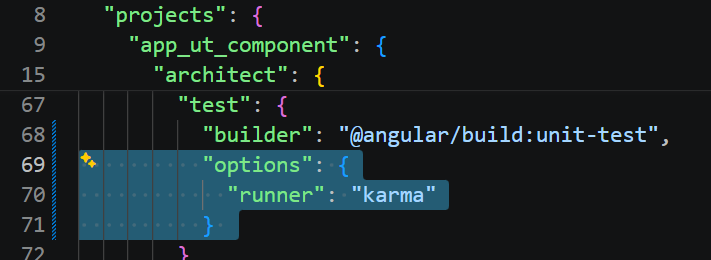 8 "projects": {
9 "app_ut_component": {
15 "architect": {
67 "test": {
68 "builder": "@angular/build:unit-test",
69 "options": {
70 "runner": "karma"
71 }
72 }